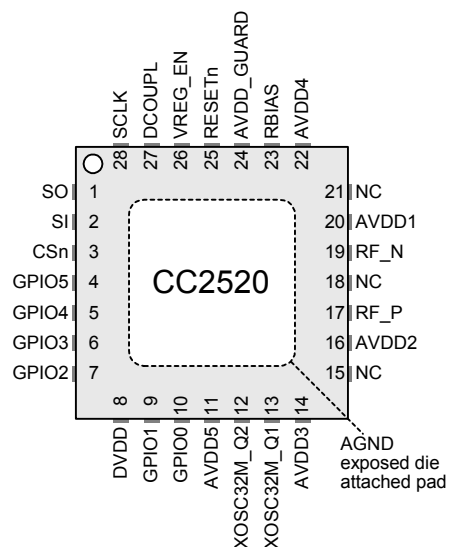 SCLK
DCOUPL
VREG_EN
RESETn
AVDD_GUARD
RBIAS
AVDD4
28
27
26
25
24
23
22
SO 1
SI 2
CSn 3
GPIO5 4
GPIO4 5
GPIO3 6
GPIO2 7
CC2520
21 NC
20 AVDD1
19 RF_N
18 NC
17 RF_P
16 AVDD2
15 NC
8
9
10
11
12
13
14
DVDD
GPIO1
GPIO0
AVDD5
XOSC32M_Q2
XOSC32M_Q1
AVDD3
AGND
exposed die
attached pad